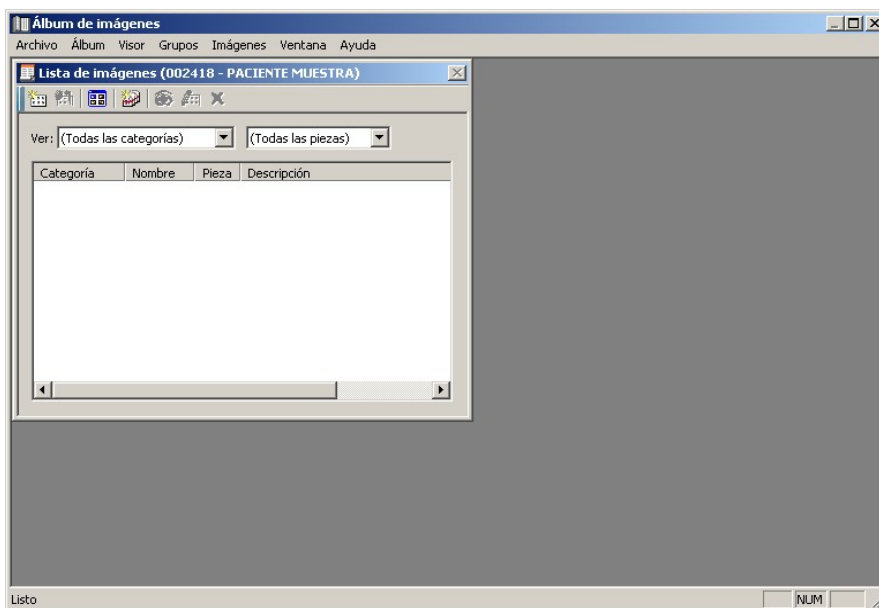 Álbum de imágenes
Archivo Álbum Visor Grupos Imágenes Ventana Ayuda
Lista de imágenes (002418 - PACIENTE MUESTRA)
Ver: (Todas las categorías) (Todas las piezas)
Categoría Nombre Pieza Descripción
Listo NUM